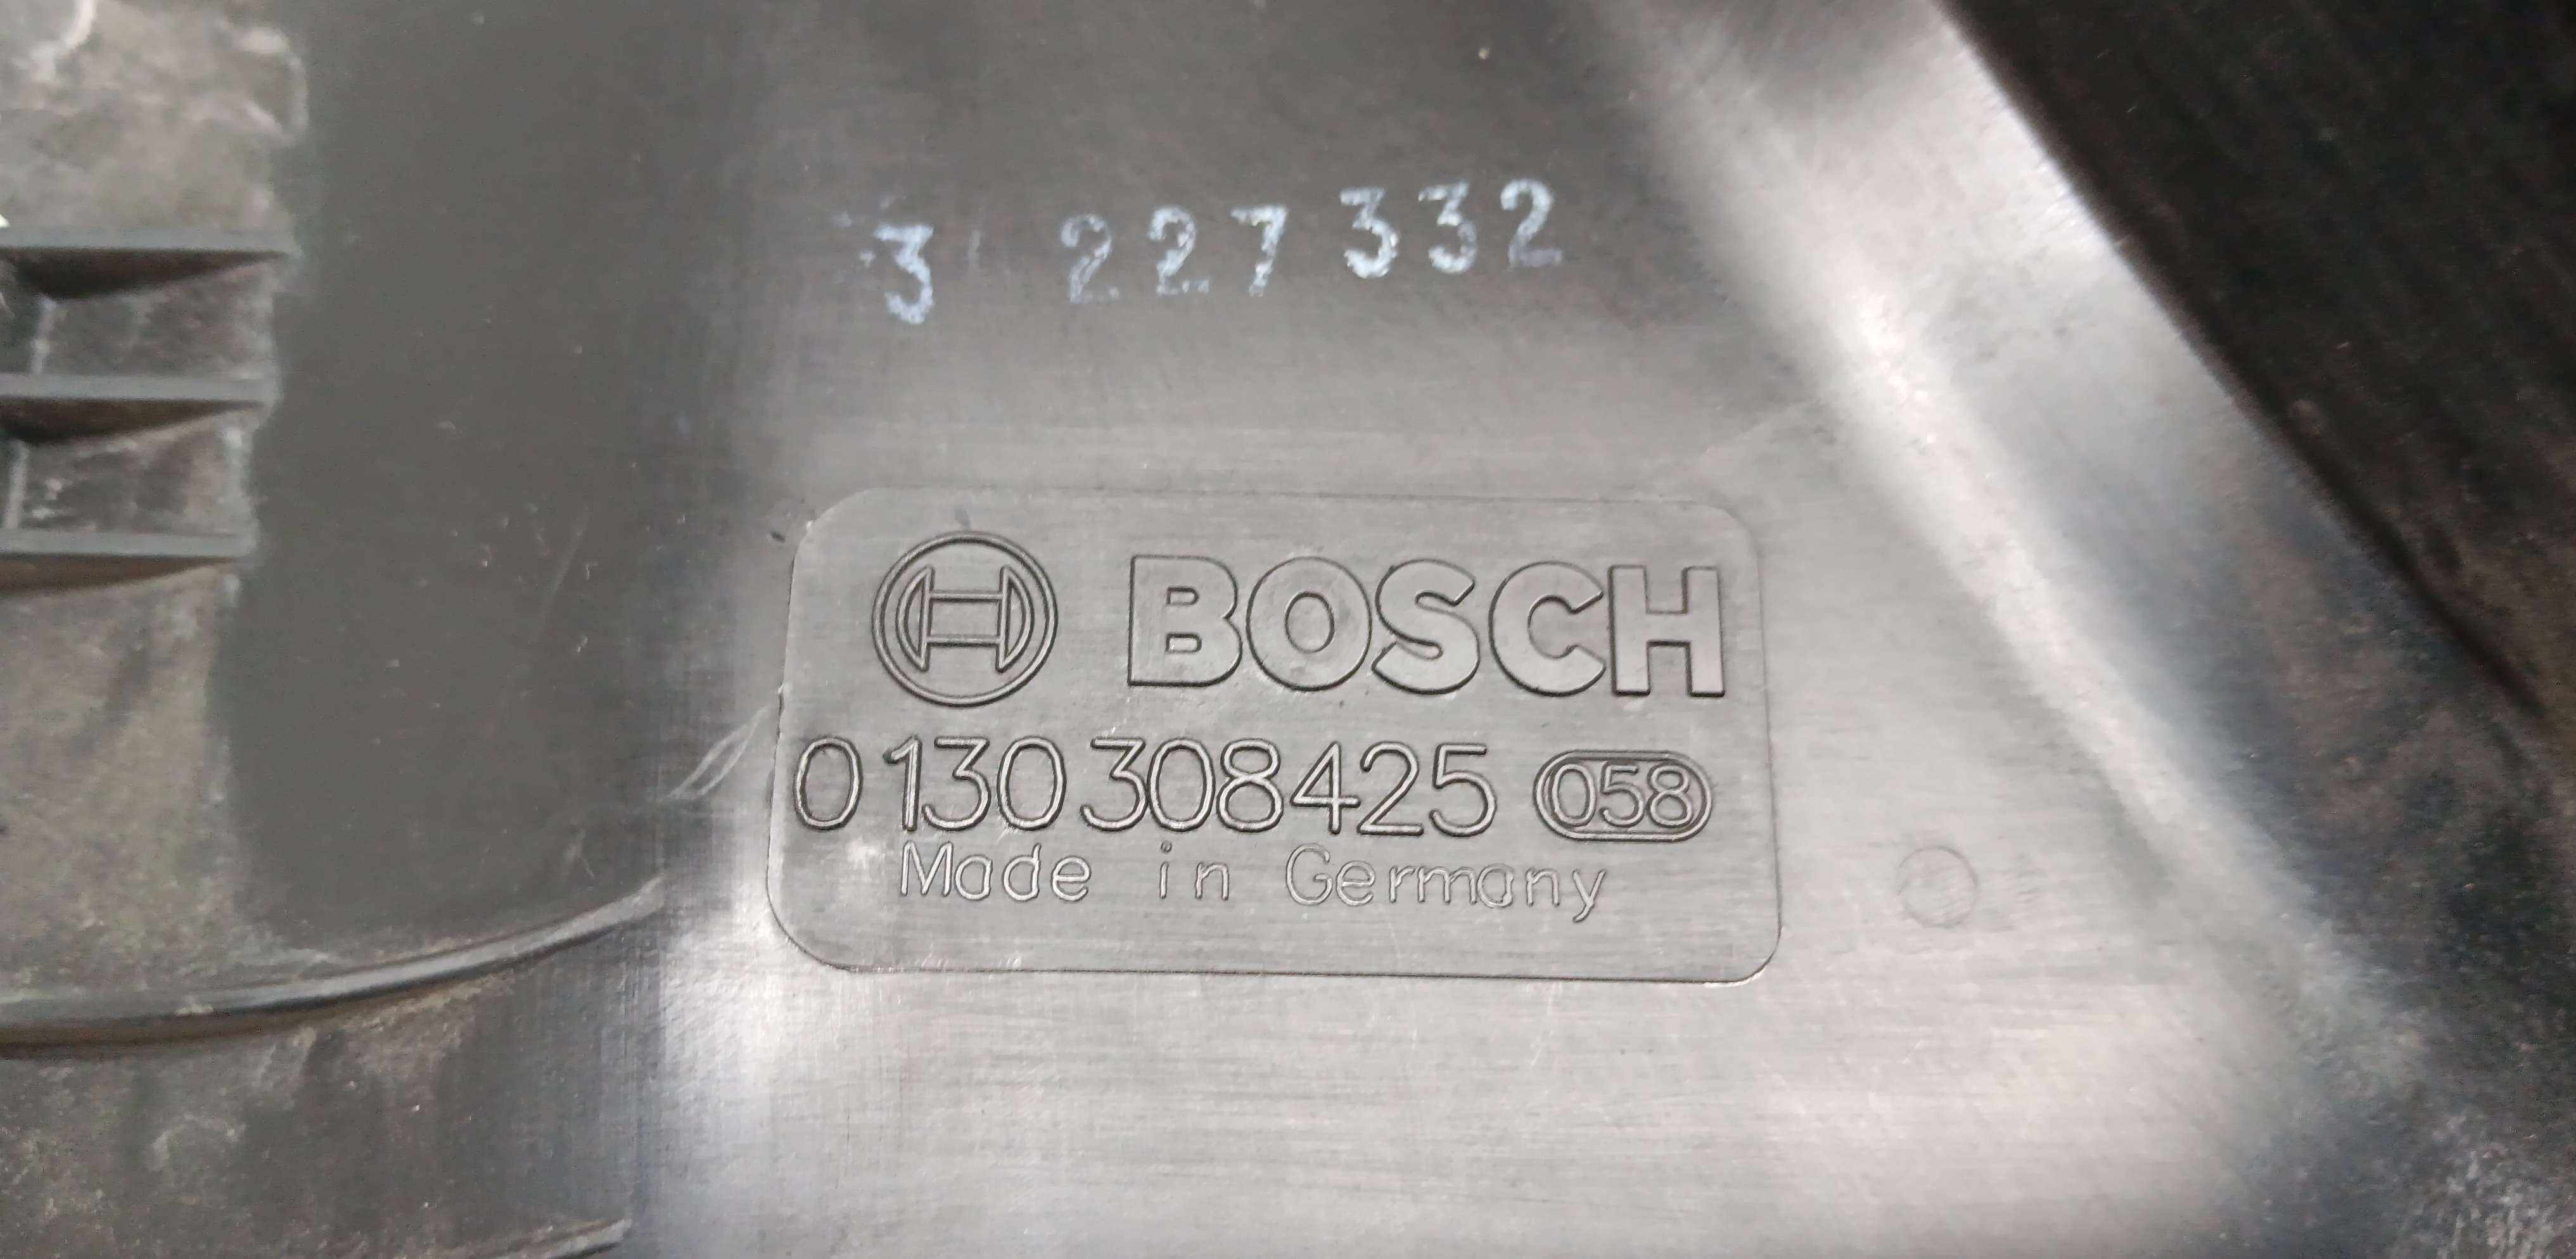 3 227 332
BOSCH
0 130 308 425 058
Made in Germany